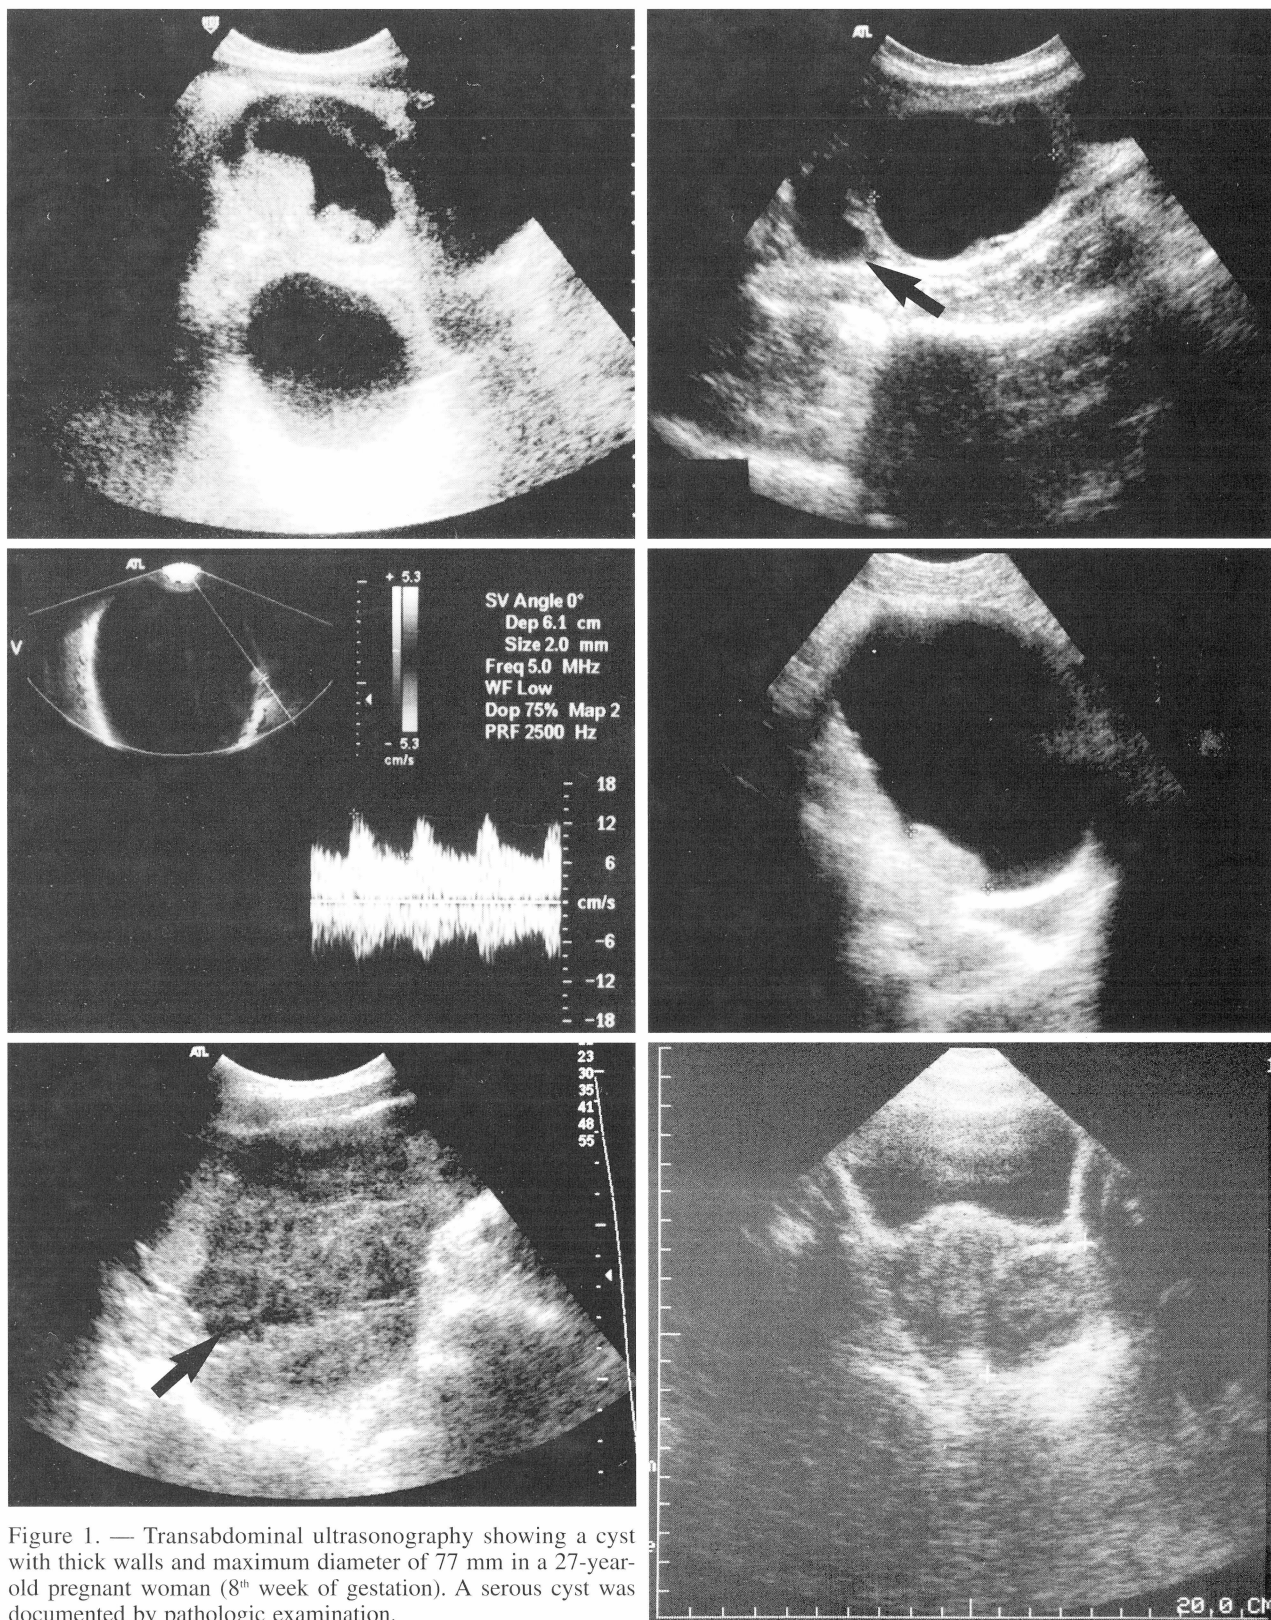 ATL
ATL
V
+ 5.3
- 5.3
cm/s
SV Angle 0°
Dep 6.1 cm
Size 2.0 mm
Freq 5.0 MHz
WF Low
Dop 75% Map 2
PRF 2500 Hz
18
12
6
cm/s
-6
-12
-18
ATL
23
30
35
41
48
55
20.0 CM
Figure 1. — Transabdominal ultrasonography showing a cyst
with thick walls and maximum diameter of 77 mm in a 27-year-
old pregnant woman (8th week of gestation). A serous cyst was
documented by pathologic examination.